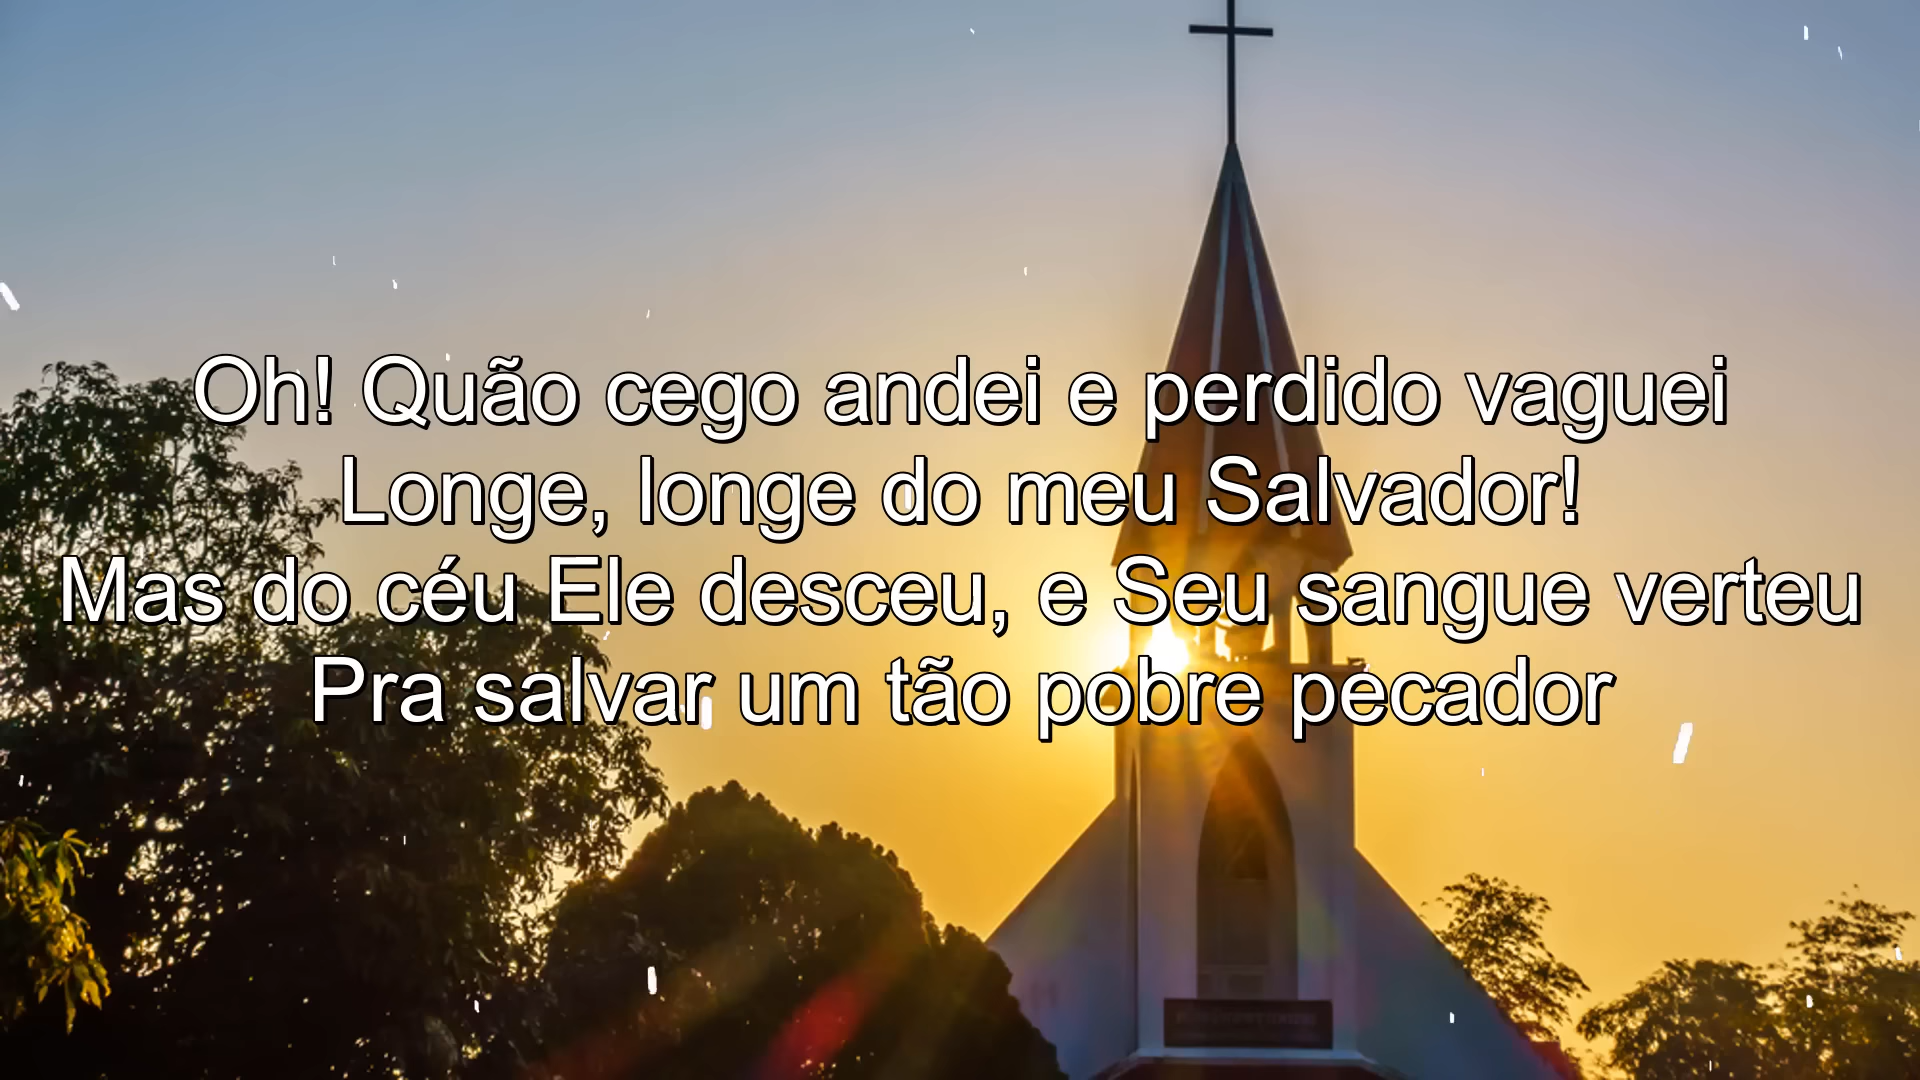 Oh! Quão cego andei e perdido vaguei
Longe, longe do meu Salvador!
Mas do céu Ele desceu, e Seu sangue verteu
Pra salvar um tão pobre pecador